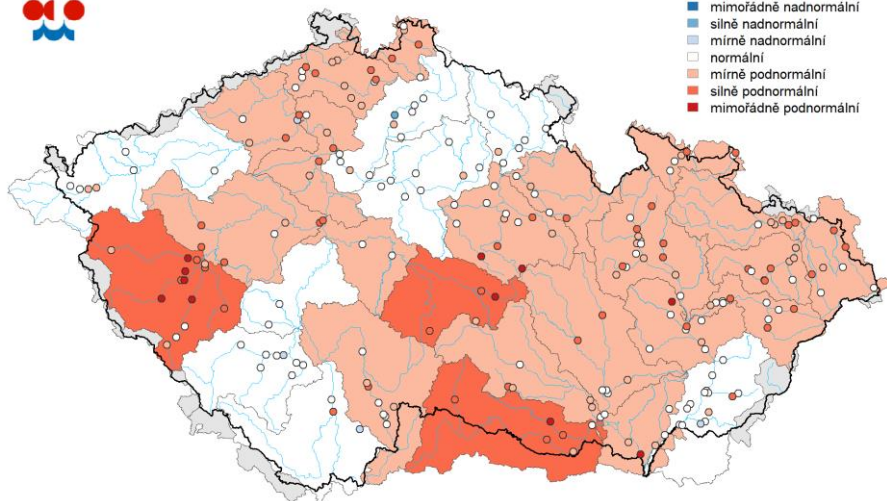 mimořádně nadnormální
silně nadnormální
mírně nadnormální
normální
mírně podnormální
silně podnormální
mimořádně podnormální